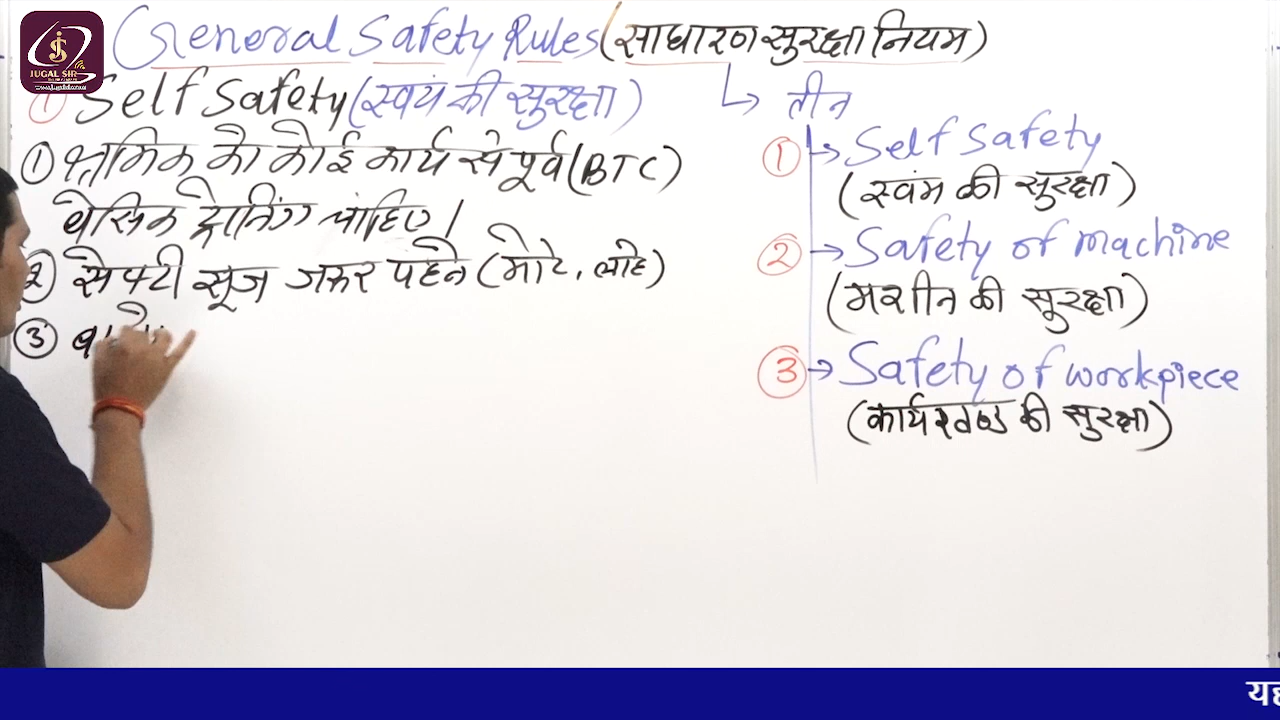 General Safety Rules (साधारण सुरक्षा नियम)
JUGAL SIR
① Self Safety (स्वयं की सुरक्षा)
→ तीन
① श्रमिक को कोई कार्य से पूर्व (BTC)
बेसिक ट्रेनिंग चाहिए।
② सेफ्टी सूज जरूर पहने (मोटे, लोहे)
③
① → Self Safety
(स्वंम की सुरक्षा)
② → Safety of machine
(मशीन की सुरक्षा)
③ → Safety of workpiece
(कार्यखण्ड की सुरक्षा)